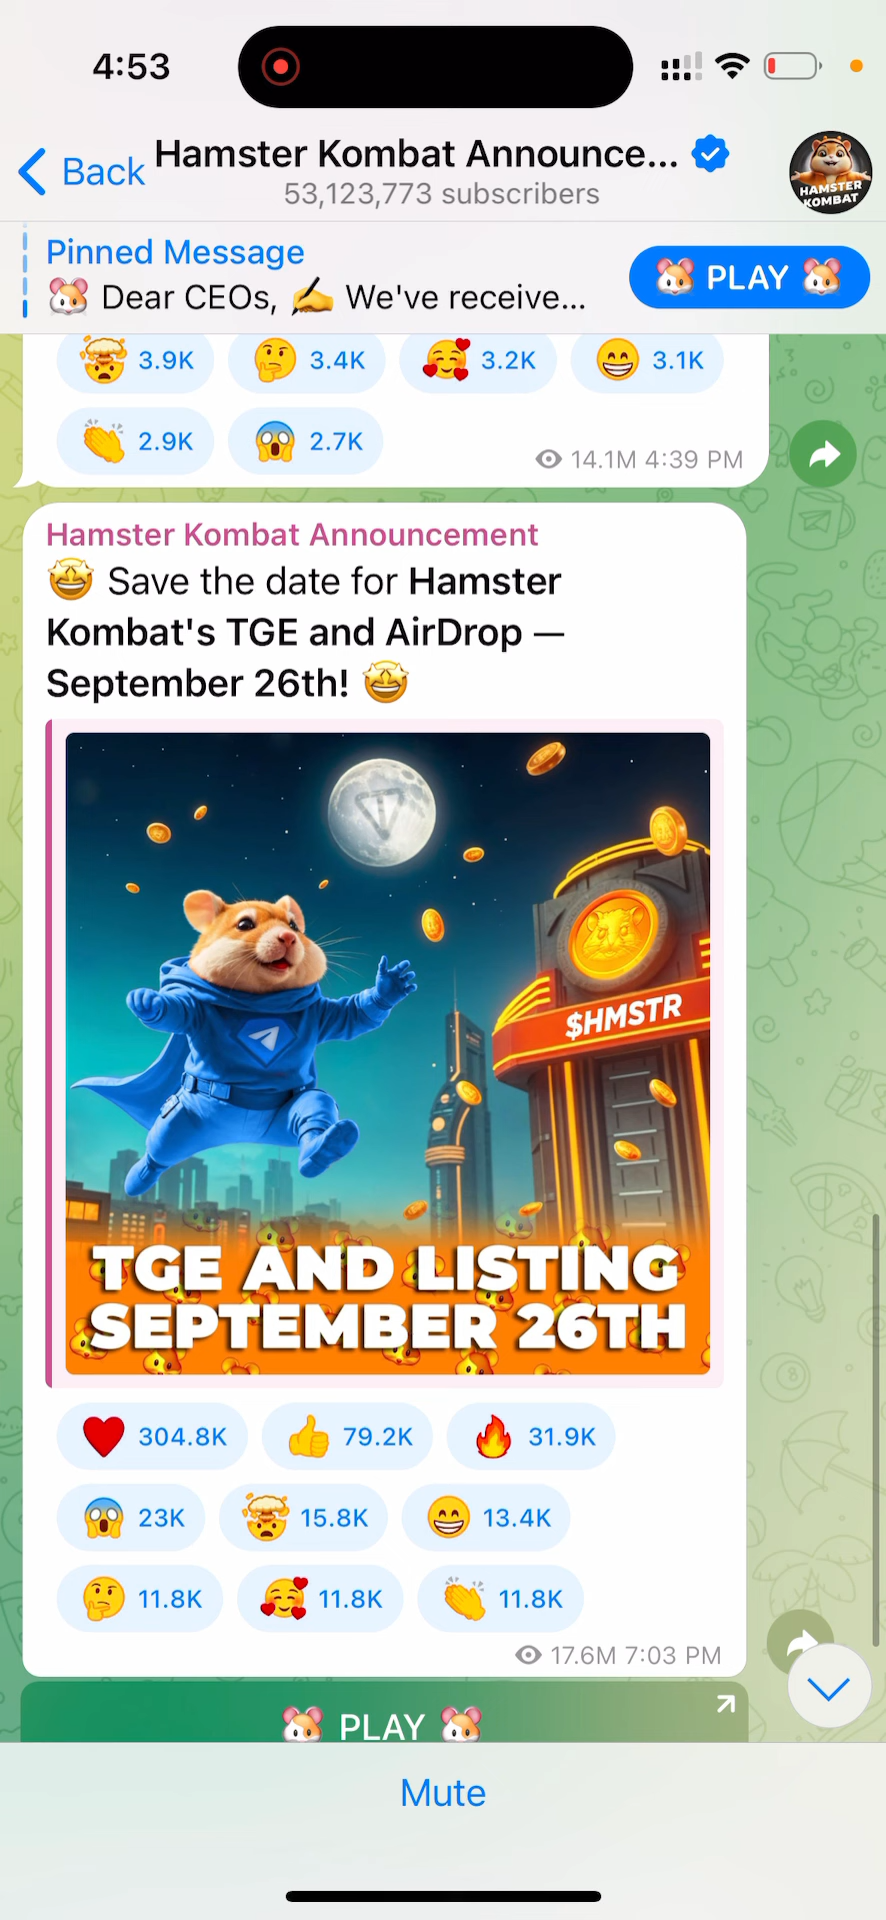 4:53
Back
Hamster Kombat Announce...
53,123,773 subscribers
HAMSTER
KOMBAT
Pinned Message
🐹 Dear CEOs, ✍️ We've receive...
🐹 PLAY 🐹
🤯 3.9K 🤔 3.4K 🥰 3.2K 😁 3.1K
👏 2.9K 😱 2.7K
14.1M 4:39 PM
Hamster Kombat Announcement
🤩 Save the date for Hamster
Kombat's TGE and AirDrop —
September 26th! 🤩
$HMSTR
TGE AND LISTING
SEPTEMBER 26TH
❤️ 304.8K 👍 79.2K 🔥 31.9K
😱 23K 🤯 15.8K 😁 13.4K
🤔 11.8K 🥰 11.8K 👏 11.8K
17.6M 7:03 PM
🐹 PLAY 🐹
Mute